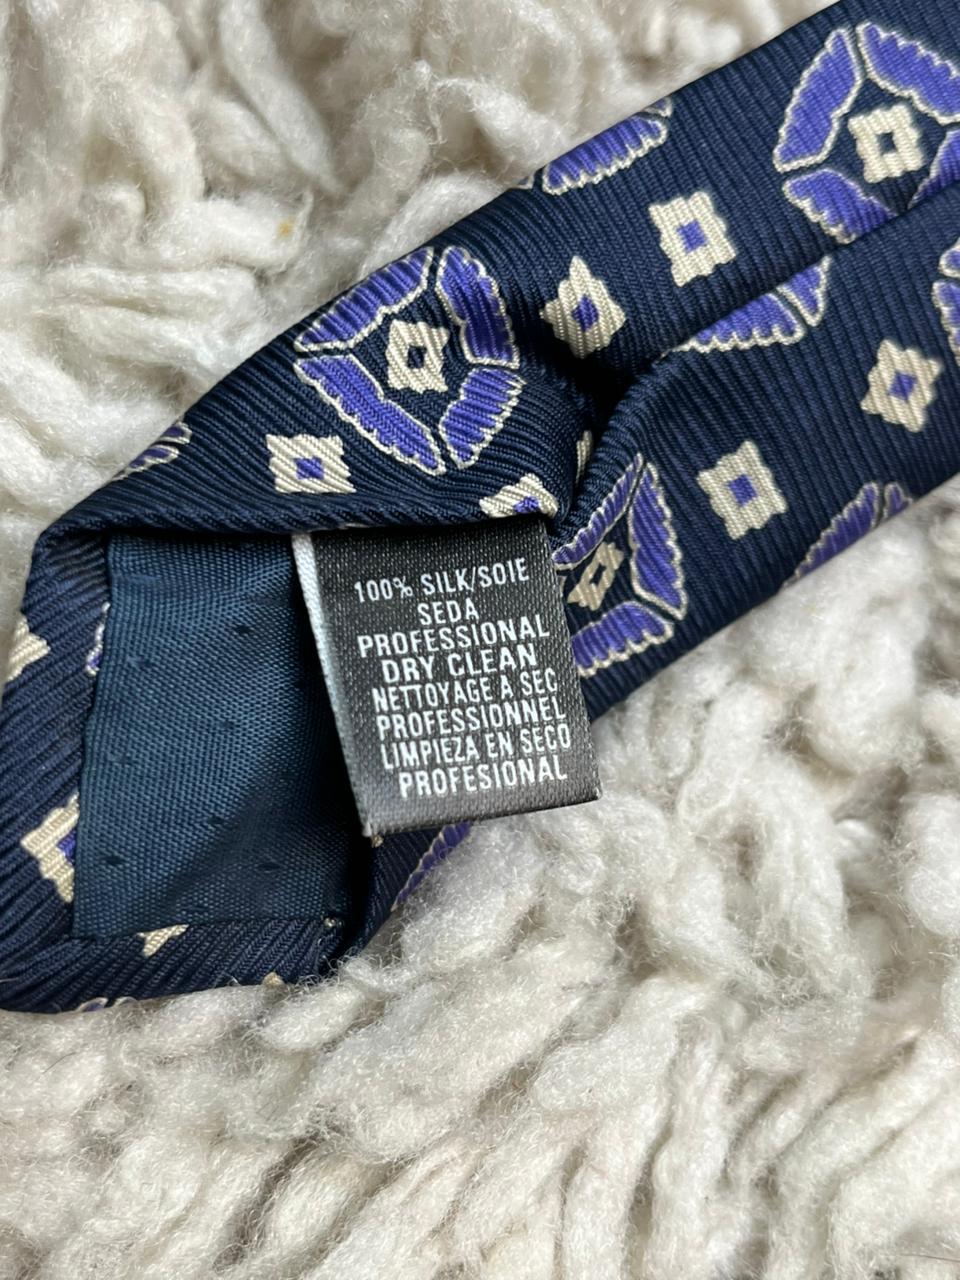 100% SILK/SOIE
SEDA
PROFESSIONAL
DRY CLEAN
NETTOYAGE A SEC
PROFESSIONNEL
LIMPIEZA EN SECO
PROFESIONAL